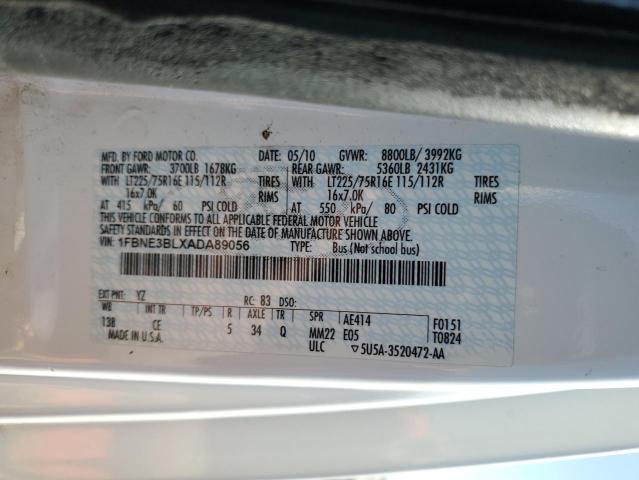 MFD. BY FORD MOTOR CO. DATE: 05/10 GVWR: 8800LB/ 3992KG
FRONT GAWR: 3700LB 1678KG REAR GAWR: 5360LB 2431KG
WITH LT225/75R16E 115/112R TIRES WITH LT225/75R16E 115/112R TIRES
16x7.0K RIMS 16x7.0K RIMS
AT 415 kPa/ 60 PSI COLD AT 550 kPa/ 80 PSI COLD
THIS VEHICLE CONFORMS TO ALL APPLICABLE FEDERAL MOTOR VEHICLE
SAFETY STANDARDS IN EFFECT ON THE DATE OF MANUFACTURE SHOWN ABOVE.
VIN: 1FBNE3BLXADA89056 TYPE: Bus (Not school bus)
EXT PNT: YZ RC: 83 DSO:
WB INT TR TP/PS R AXLE TR SPR AE414 F0151
138 CE 5 34 Q MM22 E05 T0824
MADE IN U.S.A. ULC 5U5A-3520472-AA